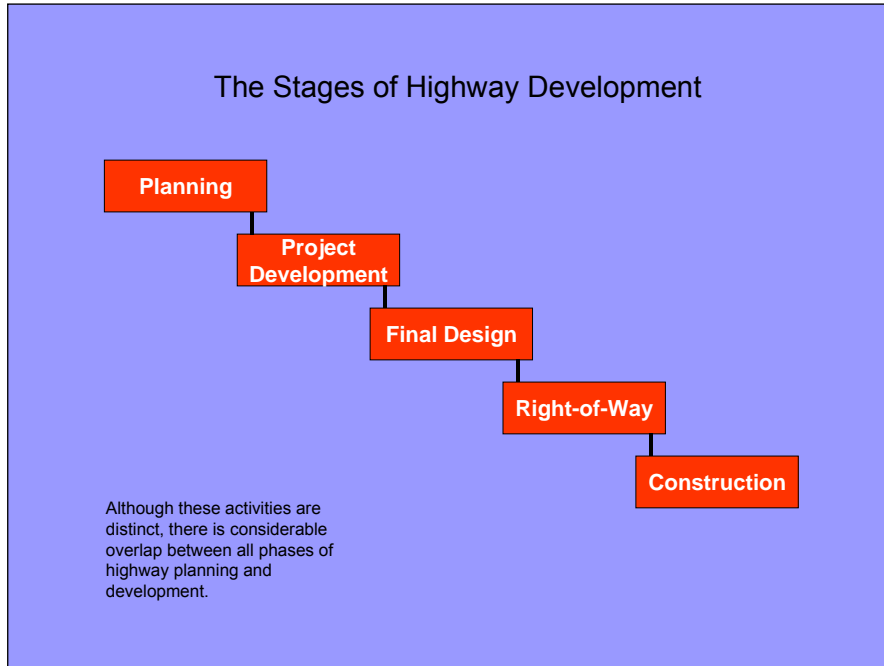 The Stages of Highway Development
Planning
Project
Development
Final Design
Right-of-Way
Construction
Although these activities are
distinct, there is considerable
overlap between all phases of
highway planning and
development.